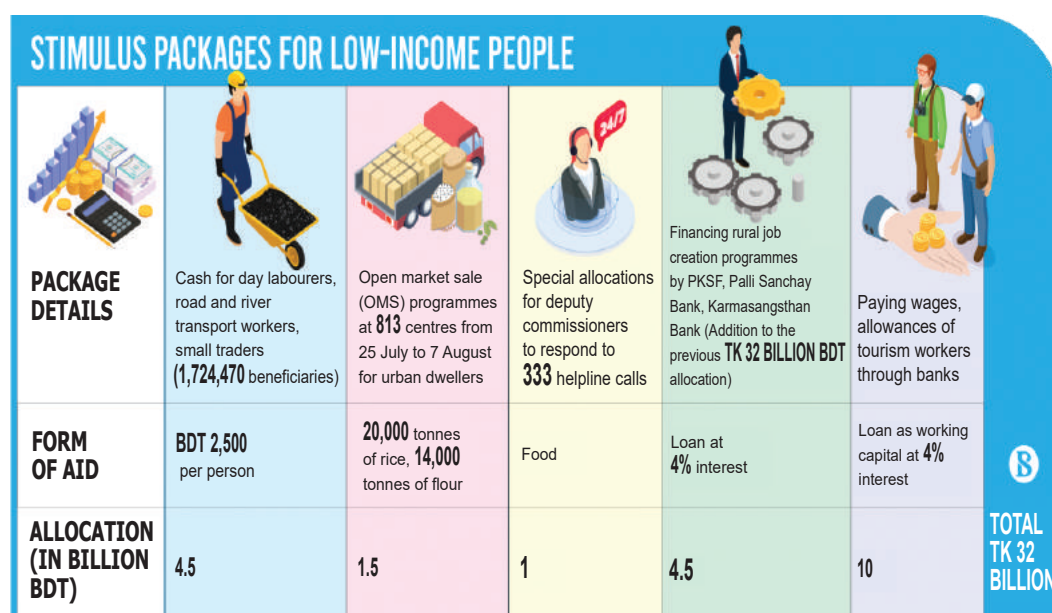 STIMULUS PACKAGES FOR LOW-INCOME PEOPLE
24/7
PACKAGE
DETAILS
Cash for day labourers,
road and river
transport workers,
small traders
(1,724,470 beneficiaries)
Open market sale
(OMS) programmes
at 813 centres from
25 July to 7 August
for urban dwellers
Special allocations
for deputy
commissioners
to respond to
333 helpline calls
Financing rural job
creation programmes
by PKSF, Palli Sanchay
Bank, Karmasangsthan
Bank (Addition to the
previous TK 32 BILLION BDT
allocation)
Paying wages,
allowances of
tourism workers
through banks
FORM
OF AID
BDT 2,500
per person
20,000 tonnes
of rice, 14,000
tonnes of flour
Food
Loan at
4% interest
Loan as working
capital at 4%
interest
ALLOCATION
(IN BILLION
BDT)
4.5
1.5
1
4.5
10
TOTAL
TK 32
BILLION